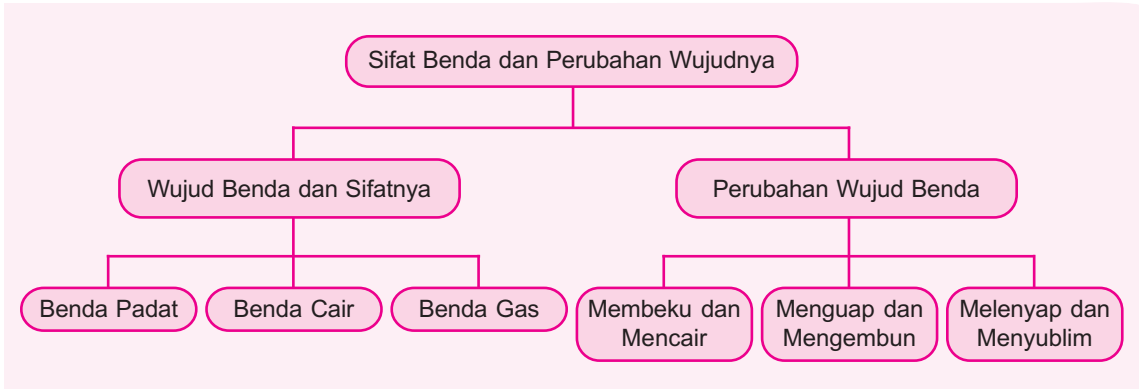 Sifat Benda dan Perubahan Wujudnya
Wujud Benda dan Sifatnya
Perubahan Wujud Benda
Benda Padat
Benda Cair
Benda Gas
Membeku dan
Mencair
Menguap dan
Mengembun
Melenyap dan
Menyublim